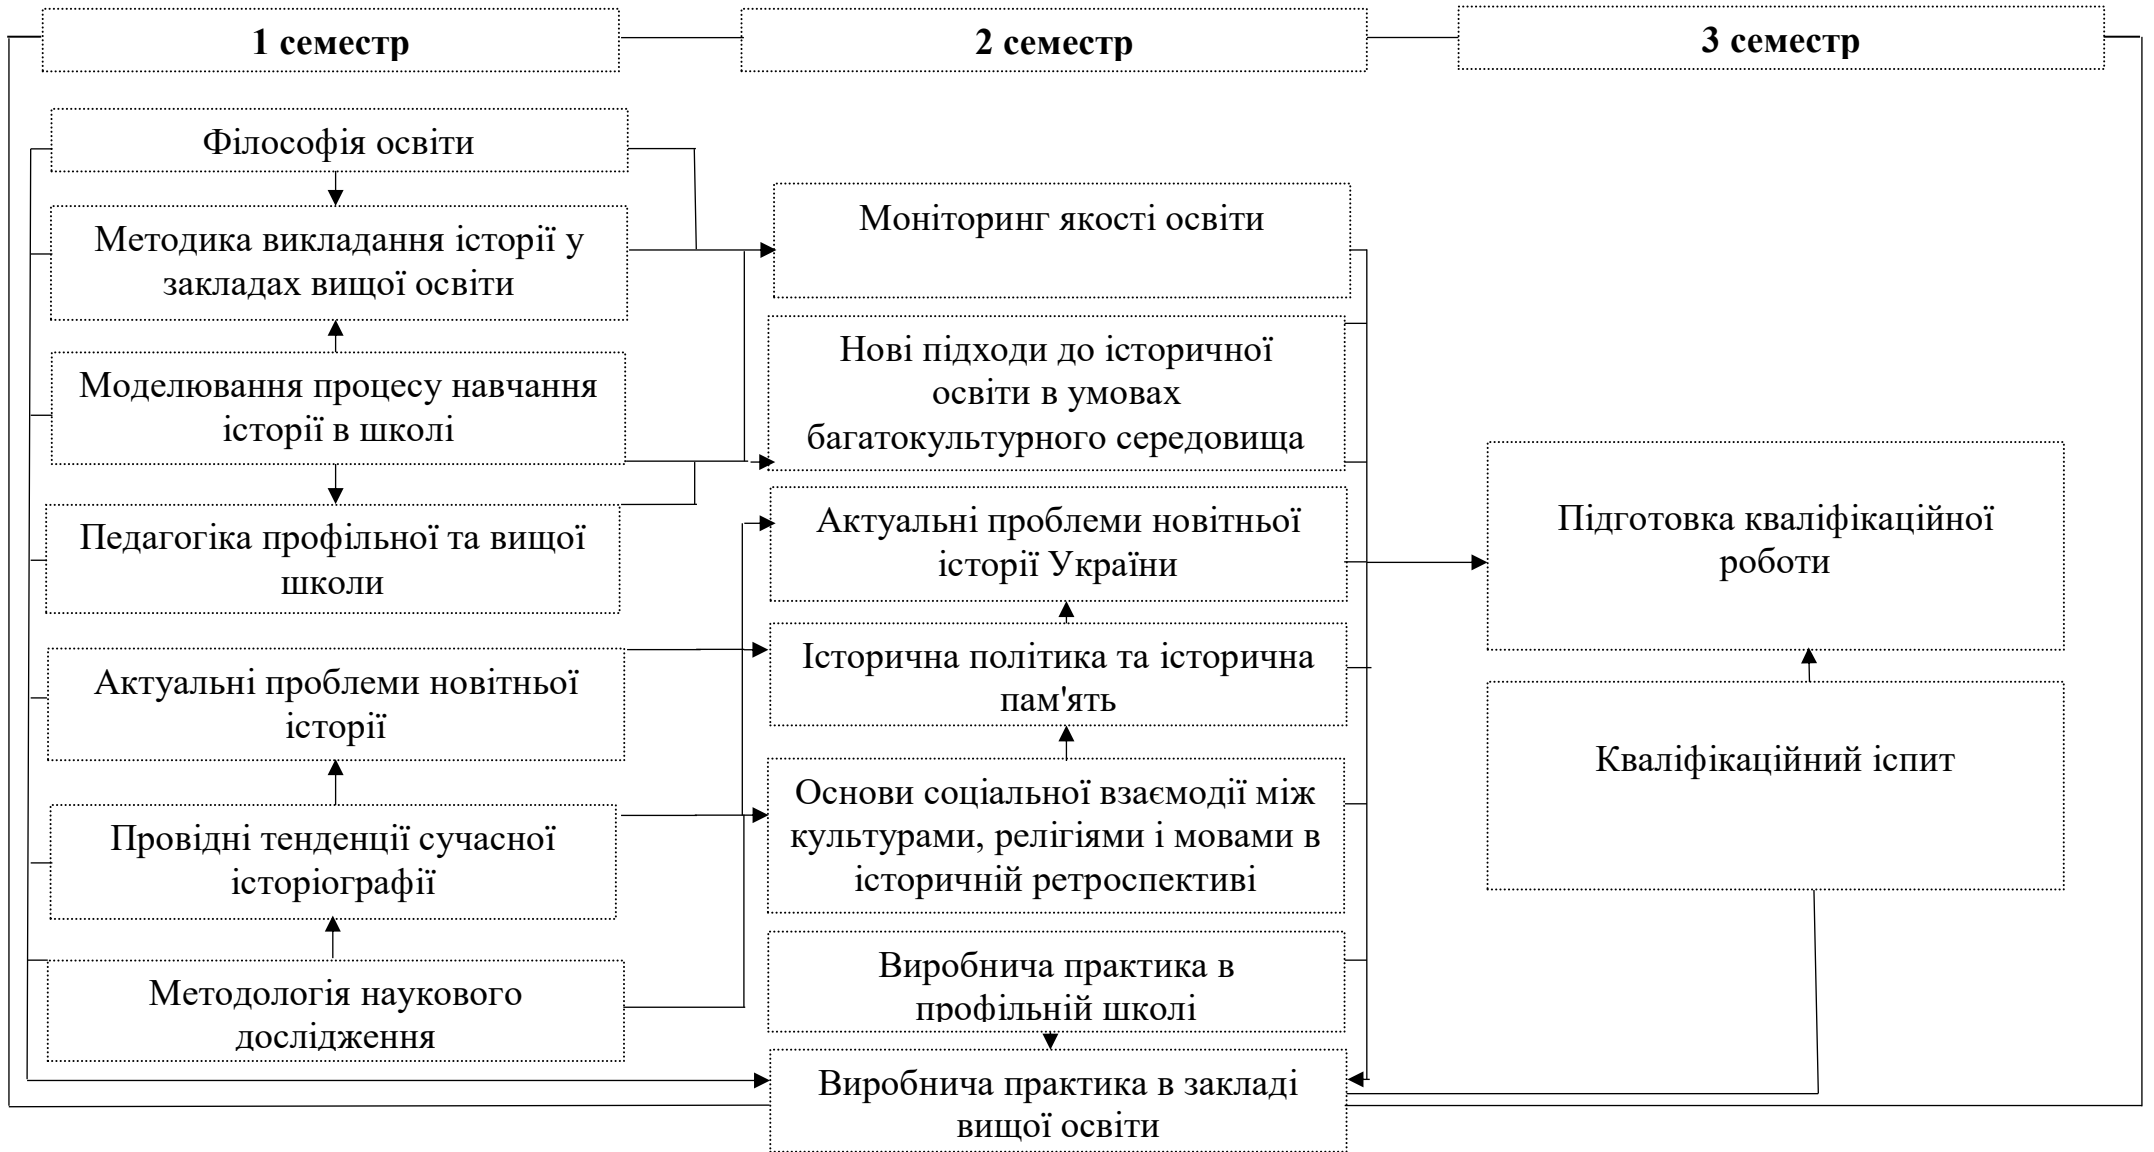 1 семестр
2 семестр
3 семестр
Філософія освіти
Методика викладання історії у
закладах вищої освіти
Моделювання процесу навчання
історії в школі
Педагогіка профільної та вищої
школи
Актуальні проблеми новітньої
історії
Провідні тенденції сучасної
історіографії
Методологія наукового
дослідження
Моніторинг якості освіти
Нові підходи до історичної
освіти в умовах
багатокультурного середовища
Актуальні проблеми новітньої
історії України
Історична політика та історична
пам'ять
Основи соціальної взаємодії між
культурами, релігіями і мовами в
історичній ретроспективі
Виробнича практика в
профільній школі
Виробнича практика в закладі
вищої освіти
Підготовка кваліфікаційної
роботи
Кваліфікаційний іспит